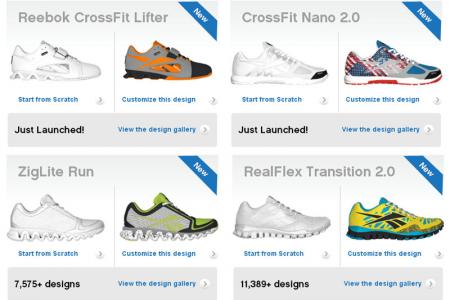 Reebok CrossFit Lifter
New
Start from Scratch
Customize this design
Just Launched!
View the design gallery
CrossFit Nano 2.0
New
Start from Scratch
Customize this design
Just Launched!
View the design gallery
ZigLite Run
New
Start from Scratch
Customize this design
7,575+ designs
View the design gallery
RealFlex Transition 2.0
New
Start from Scratch
Customize this design
11,389+ designs
View the design gallery